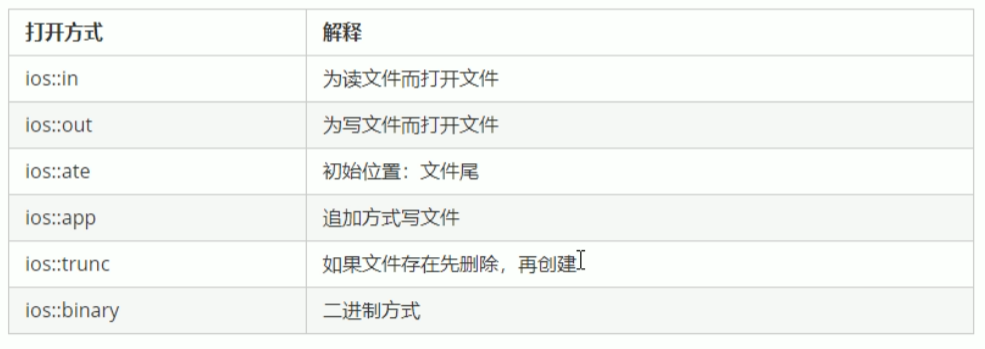 打开方式 解释
ios::in 为读文件而打开文件
ios::out 为写文件而打开文件
ios::ate 初始位置：文件尾
ios::app 追加方式写文件
ios::trunc 如果文件存在先删除，再创建
ios::binary 二进制方式